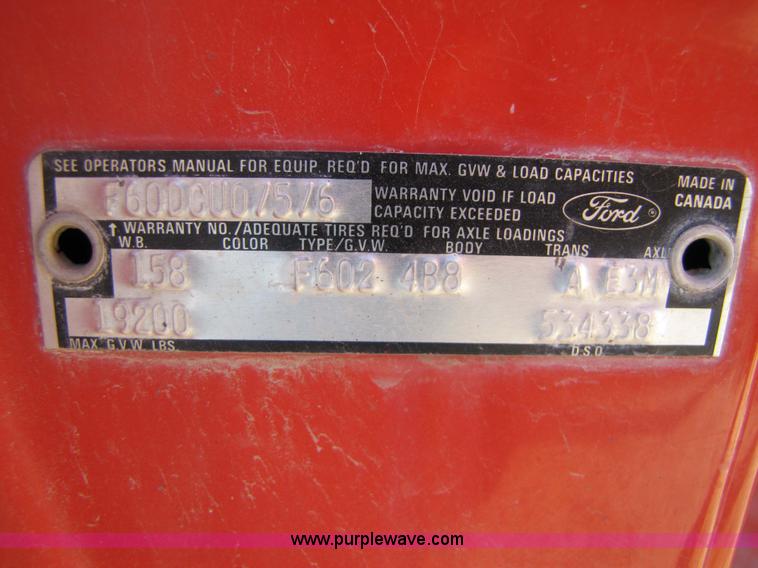 SEE OPERATORS MANUAL FOR EQUIP. REQ'D FOR MAX. GVW & LOAD CAPACITIES
F60DCU07576
WARRANTY VOID IF LOAD
CAPACITY EXCEEDED
Ford
MADE IN
CANADA
↑ WARRANTY NO./ADEQUATE TIRES REQ'D FOR AXLE LOADINGS
W.B. COLOR TYPE/G.V.W. BODY TRANS AXLE
158 F602 4B8 A E3M
19200 534338
MAX. G.V.W. LBS. D.S.O.
www.purplewave.com